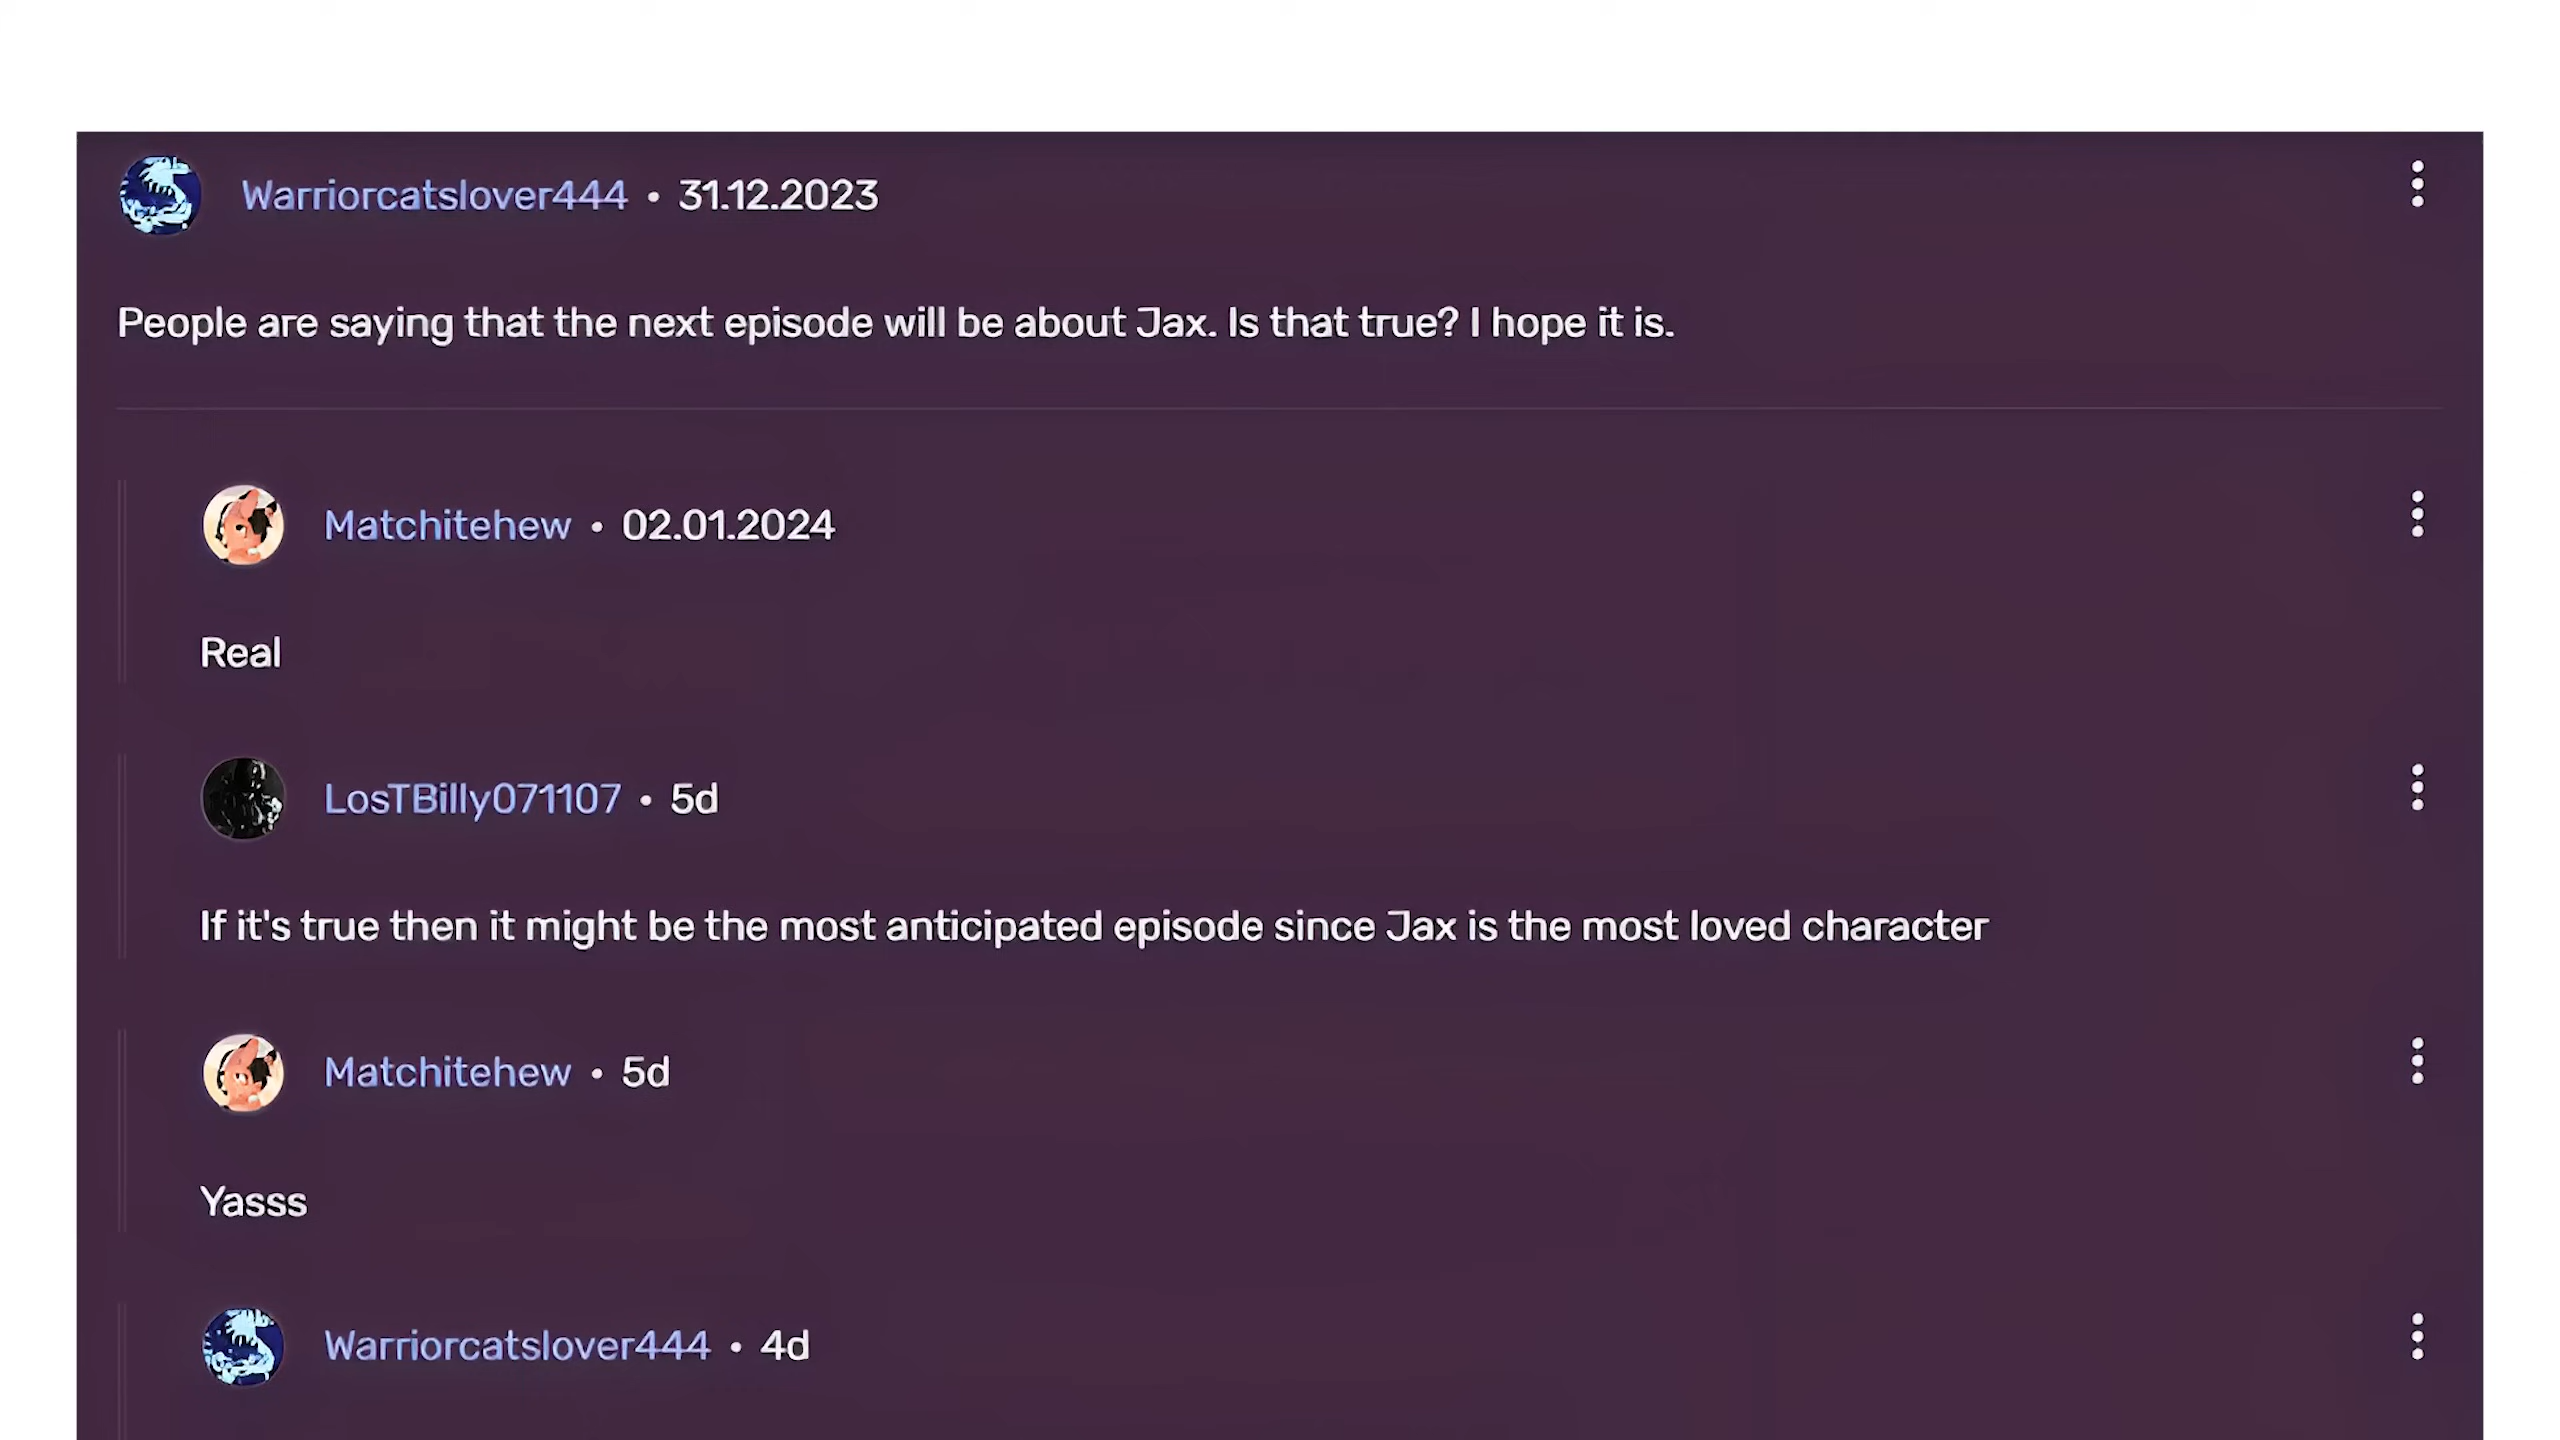 Warriorcatslover444 • 31.12.2023
People are saying that the next episode will be about Jax. Is that true? I hope it is.
Matchitehew • 02.01.2024
Real
LosTBilly071107 • 5d
If it's true then it might be the most anticipated episode since Jax is the most loved character
Matchitehew • 5d
Yasss
Warriorcatslover444 • 4d